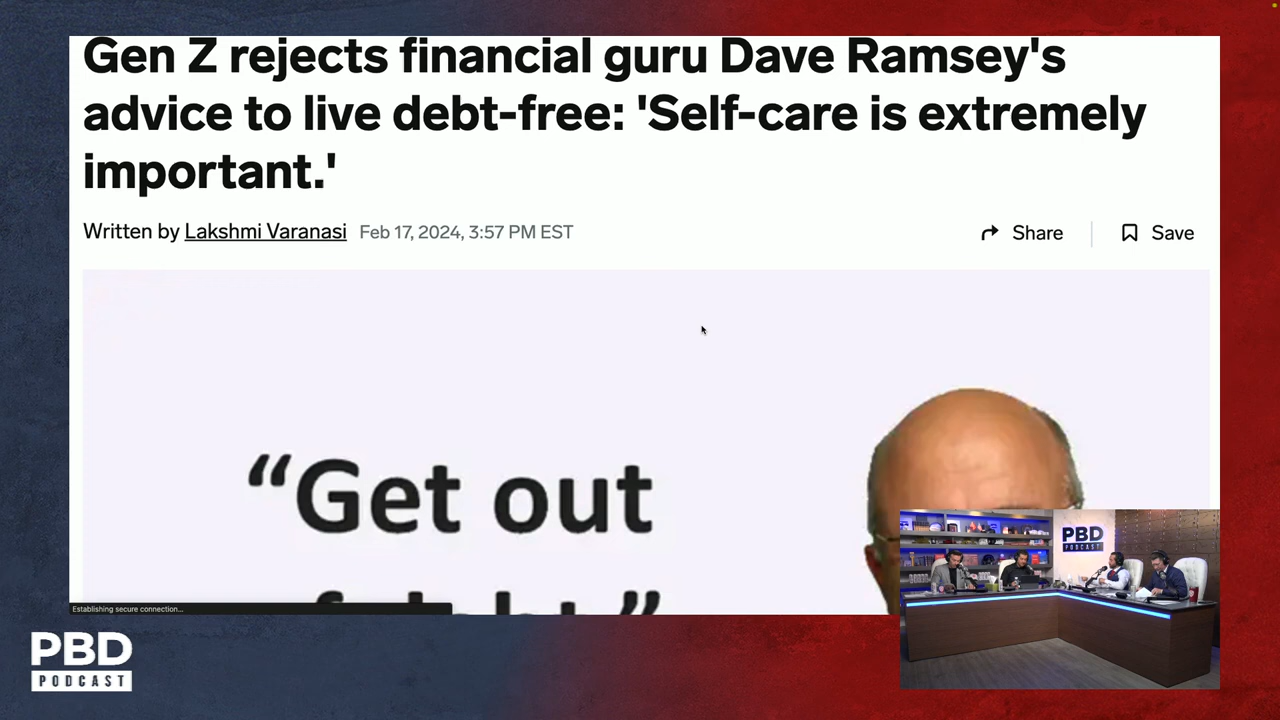 Gen Z rejects financial guru Dave Ramsey's
advice to live debt-free: 'Self-care is extremely
important.'
Written by Lakshmi Varanasi Feb 17, 2024, 3:57 PM EST
Share
Save
“Get out
of debt.”
Establishing secure connection...
PBD
PODCAST
PBD
PODCAST